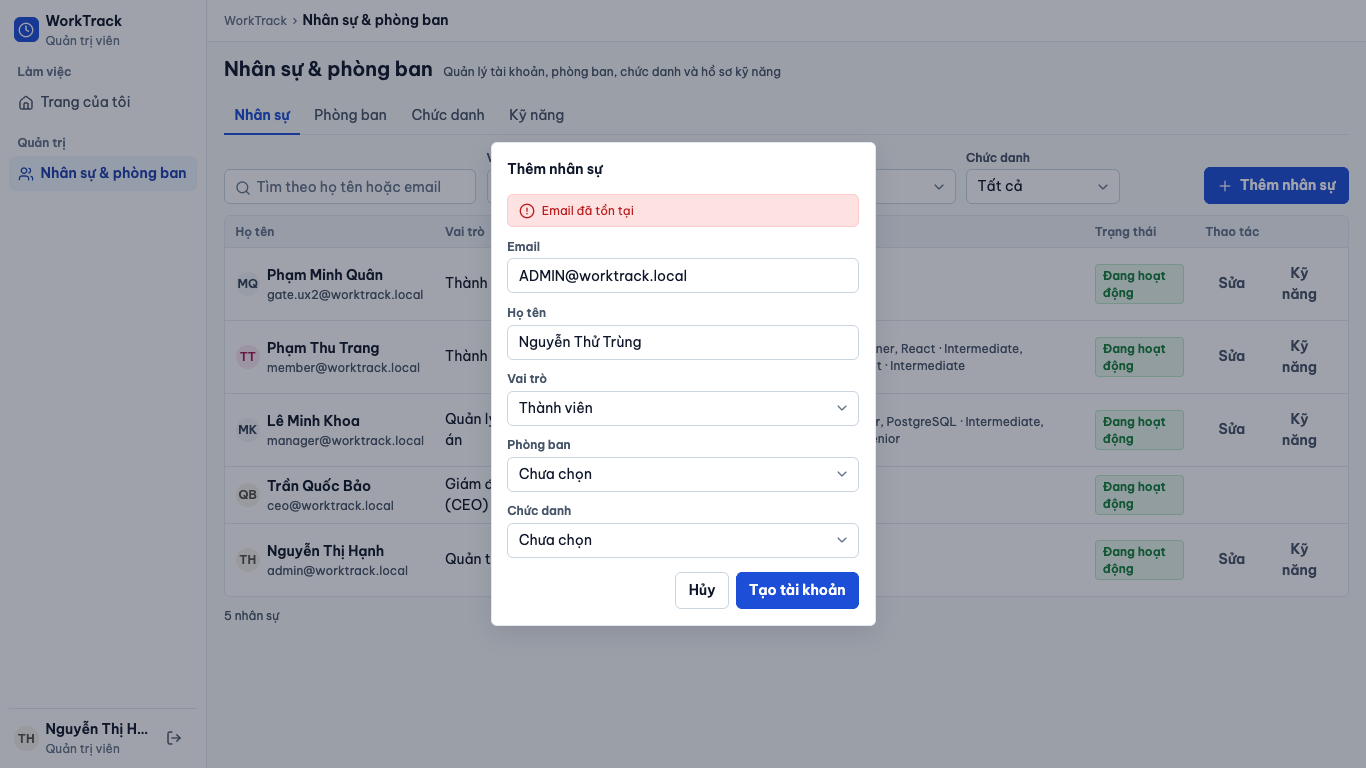 WorkTrack
Quản trị viên
Làm việc
Trang của tôi
Quản trị
Nhân sự & phòng ban
WorkTrack › Nhân sự & phòng ban
Nhân sự & phòng ban Quản lý tài khoản, phòng ban, chức danh và hồ sơ kỹ năng
Nhân sự Phòng ban Chức danh Kỹ năng
Chức danh
Tìm theo họ tên hoặc email Tất cả Thêm nhân sự
Họ tên Vai trò Trạng thái Thao tác
MQ Phạm Minh Quân
gate.ux2@worktrack.local
Thành
Đang hoạt động
Sửa Kỹ năng
TT Phạm Thu Trang
member@worktrack.local
Thành
React · Intermediate,
· Intermediate
Đang hoạt động
Sửa Kỹ năng
MK Lê Minh Khoa
manager@worktrack.local
Quản
án
PostgreSQL · Intermediate,
Đang hoạt động
Sửa Kỹ năng
QB Trần Quốc Bảo
ceo@worktrack.local
Giám
(CEO)
Đang hoạt động
TH Nguyễn Thị Hạnh
admin@worktrack.local
Quản
Đang hoạt động
Sửa Kỹ năng
5 nhân sự
Thêm nhân sự
Email đã tồn tại
Email
ADMIN@worktrack.local
Họ tên
Nguyễn Thử Trùng
Vai trò
Thành viên
Phòng ban
Chưa chọn
Chức danh
Chưa chọn
Hủy Tạo tài khoản
TH Nguyễn Thị H...
Quản trị viên